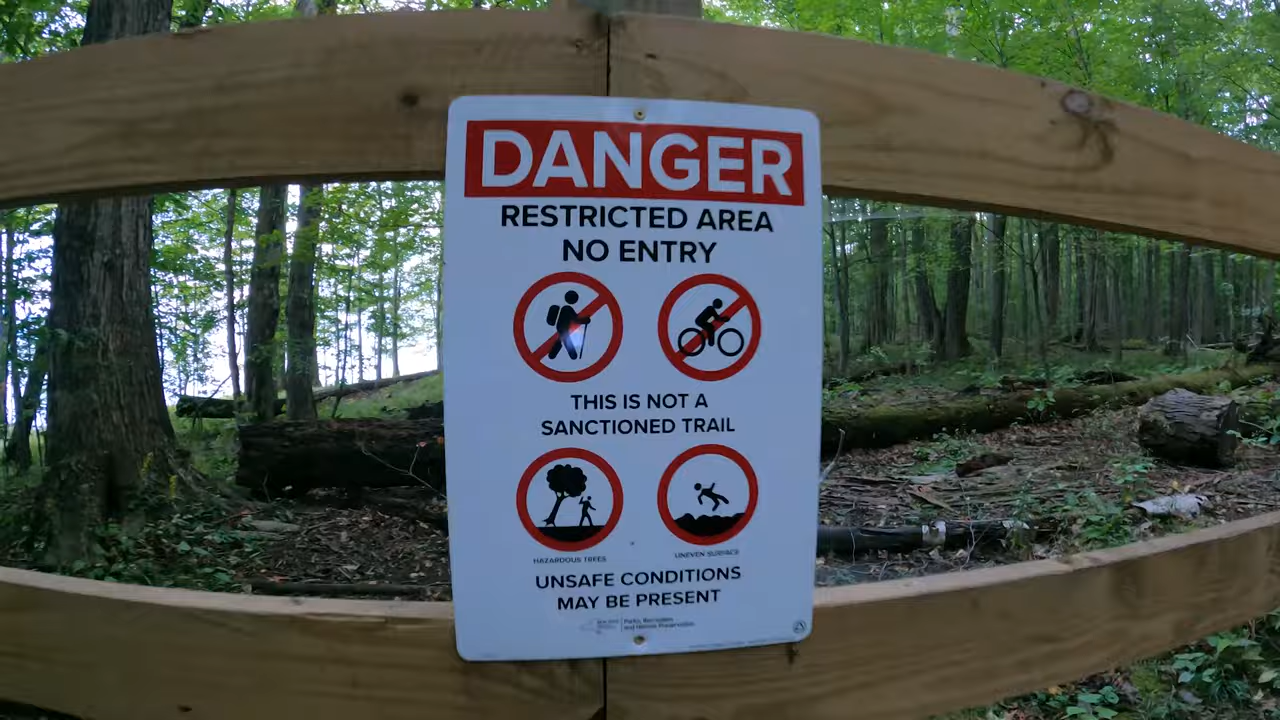 DANGER
RESTRICTED AREA
NO ENTRY
THIS IS NOT A
SANCTIONED TRAIL
HAZARDOUS TREES
UNEVEN SURFACE
UNSAFE CONDITIONS
MAY BE PRESENT
Parks, Recreation
and Historic Preservation